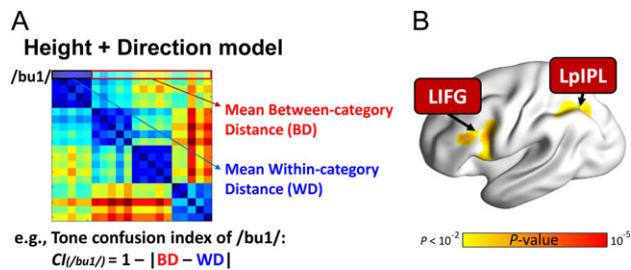 A
Height + Direction model
/bu1/
Mean Between-category
Distance (BD)
Mean Within-category
Distance (WD)
e.g., Tone confusion index of /bu1/:
CI(/bu1/) = 1 – |BD – WD|
B
LIFG
LpIPL
P < 10⁻²
P-value
10⁻⁵